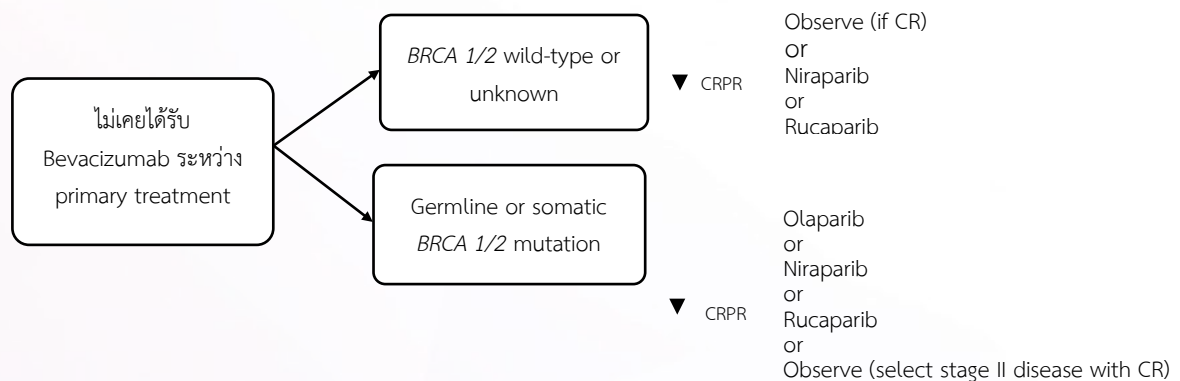 ไม่เคยได้รับ
Bevacizumab ระหว่าง
primary treatment
BRCA 1/2 wild-type or
unknown
▼ CRPR
Observe (if CR)
or
Niraparib
or
Rucaparib
Germline or somatic
BRCA 1/2 mutation
▼ CRPR
Olaparib
or
Niraparib
or
Rucaparib
or
Observe (select stage II disease with CR)